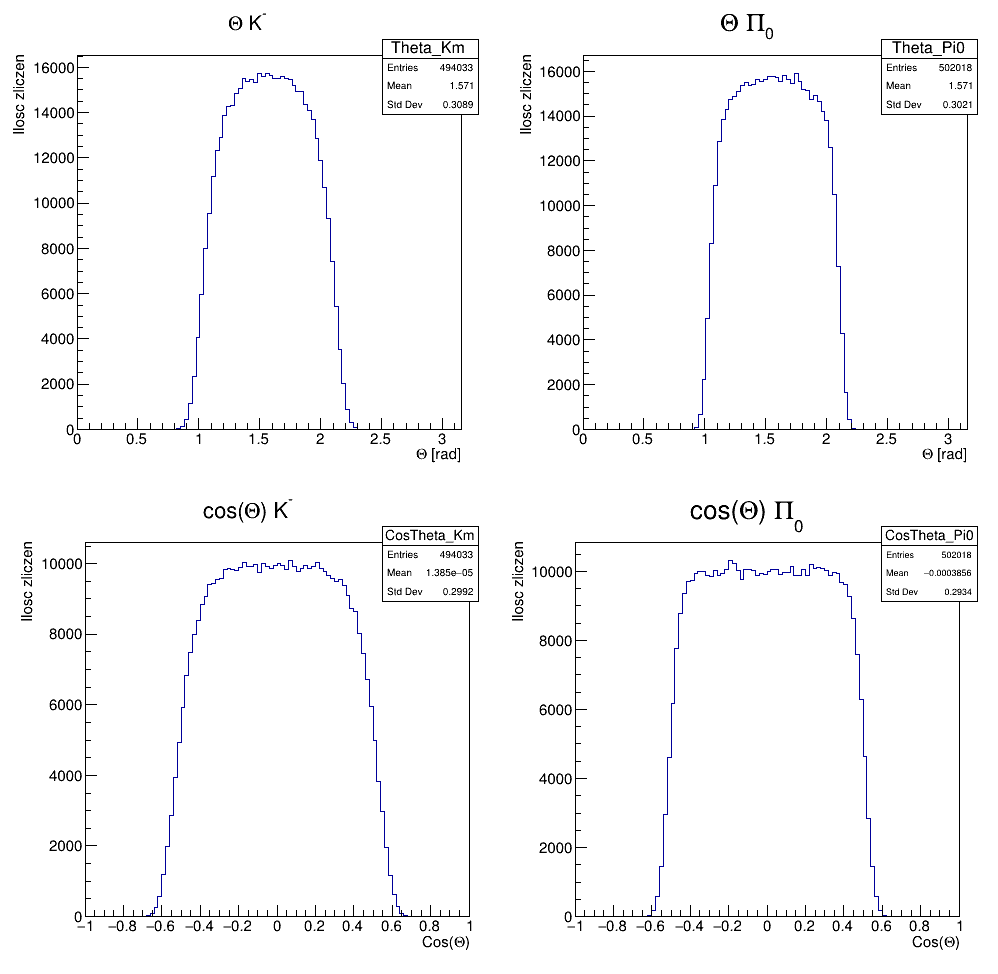 Θ K⁻
Theta_Km
Entries 494033
Mean 1.571
Std Dev 0.3089
Ilosc zliczen
16000
14000
12000
10000
8000
6000
4000
2000
0
0 0.5 1 1.5 2 2.5 3
Θ [rad]
Θ Π₀
Theta_Pi0
Entries 502018
Mean 1.571
Std Dev 0.3021
Ilosc zliczen
16000
14000
12000
10000
8000
6000
4000
2000
0
0 0.5 1 1.5 2 2.5 3
Θ [rad]
cos(Θ) K⁻
CosTheta_Km
Entries 494033
Mean 1.385e−05
Std Dev 0.2992
Ilosc zliczen
10000
8000
6000
4000
2000
0
−1 −0.8 −0.6 −0.4 −0.2 0 0.2 0.4 0.6 0.8 1
Cos(Θ)
cos(Θ) Π₀
CosTheta_Pi0
Entries 502018
Mean −0.0003856
Std Dev 0.2934
Ilosc zliczen
10000
8000
6000
4000
2000
0
−1 −0.8 −0.6 −0.4 −0.2 0 0.2 0.4 0.6 0.8 1
Cos(Θ)